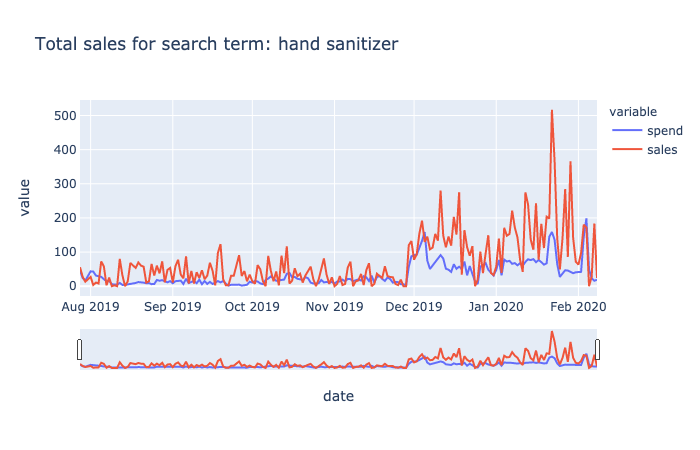 Total sales for search term: hand sanitizer
variable
spend
sales
value
500
400
300
200
100
0
Aug 2019 Sep 2019 Oct 2019 Nov 2019 Dec 2019 Jan 2020 Feb 2020
date